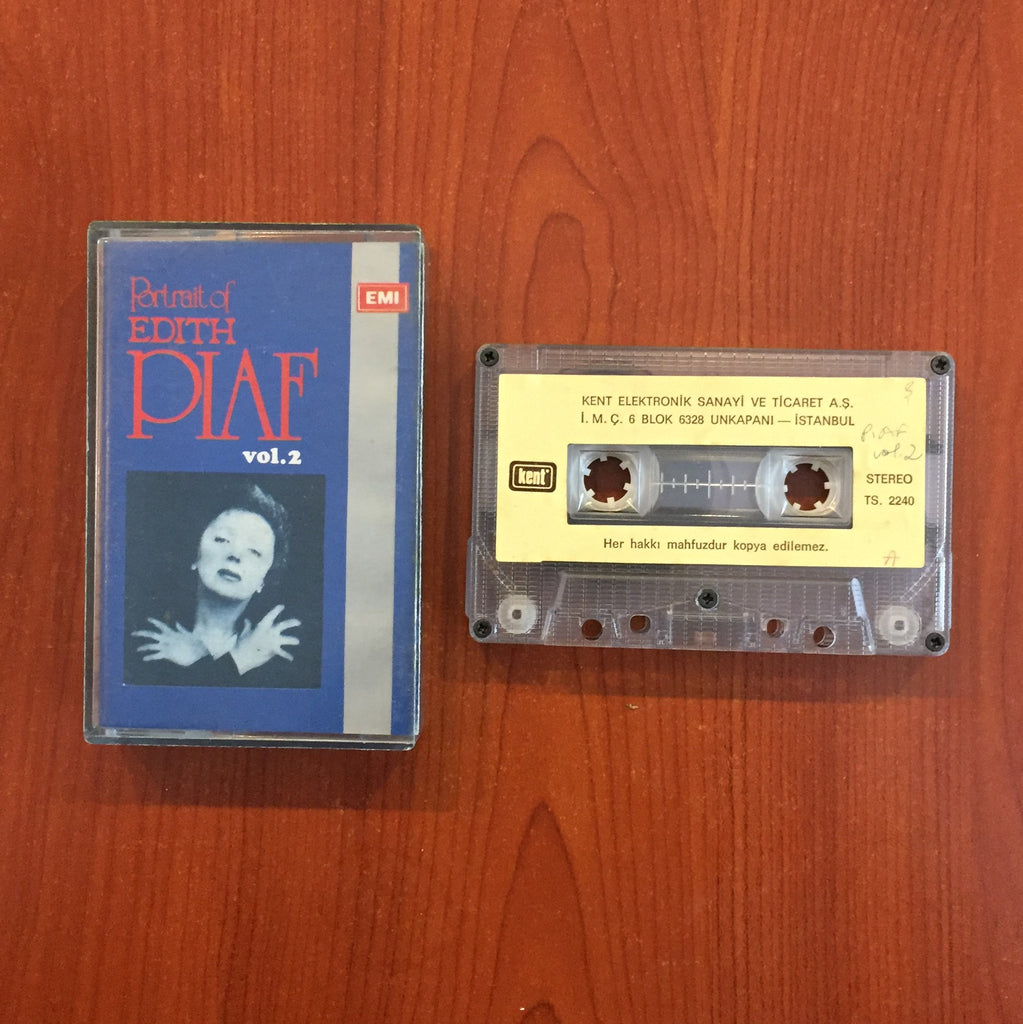 Portrait of
EDITH
PIAF
vol.2
EMI
KENT ELEKTRONİK SANAYİ VE TİCARET A.Ş.
İ. M. Ç. 6 BLOK 6328 UNKAPANI — İSTANBUL
Piaf
vol.2
kent
STEREO
TS. 2240
Her hakkı mahfuzdur kopya edilemez.
A